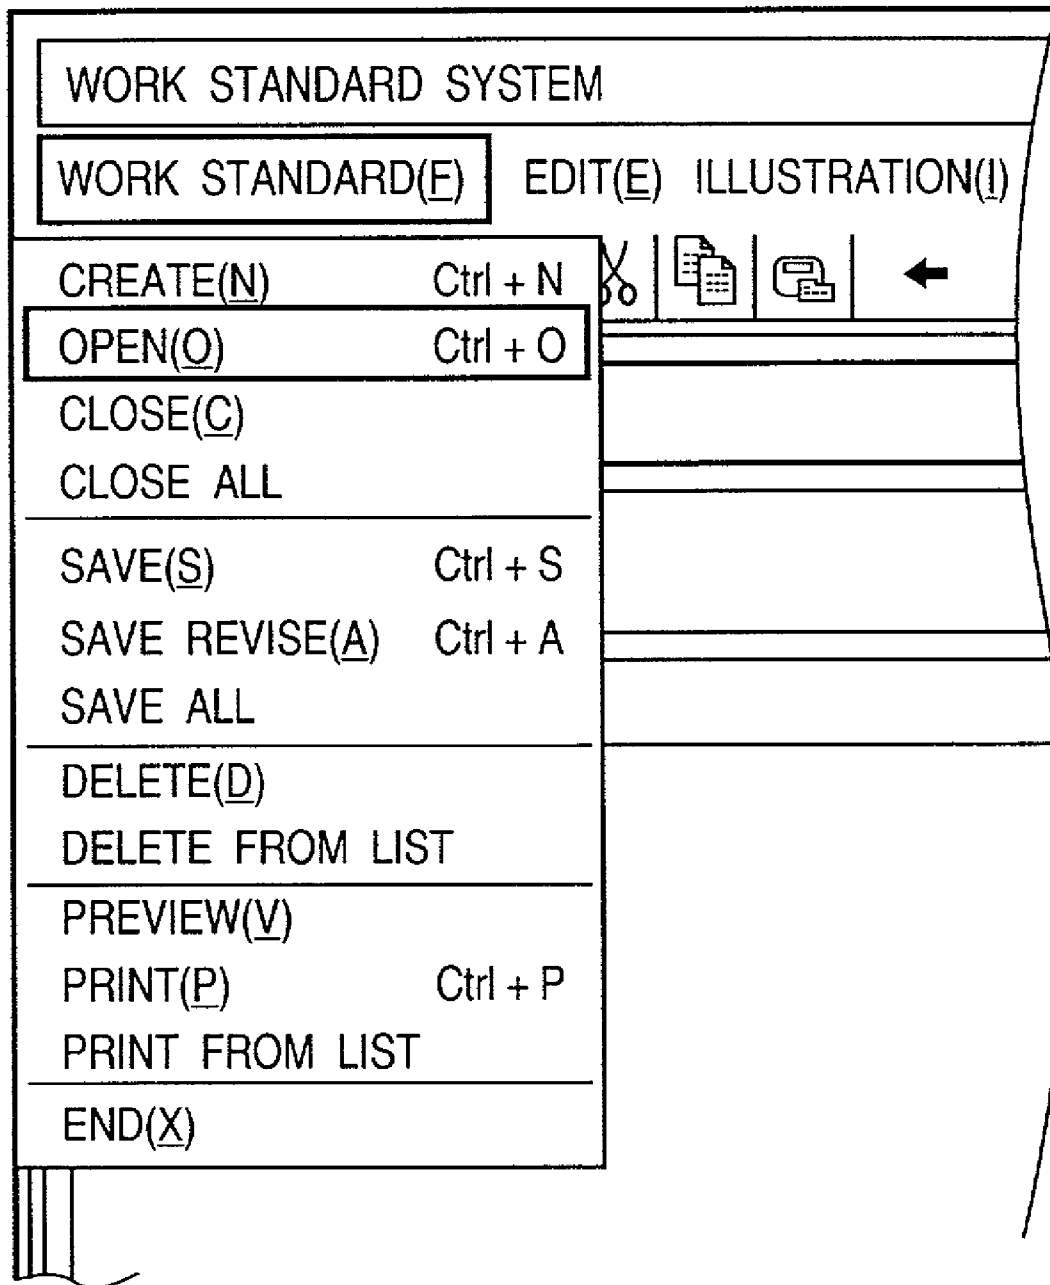 WORK STANDARD SYSTEM
WORK STANDARD(F) EDIT(E) ILLUSTRATION(I)
CREATE(N) Ctrl + N
OPEN(O) Ctrl + O
CLOSE(C)
CLOSE ALL
SAVE(S) Ctrl + S
SAVE REVISE(A) Ctrl + A
SAVE ALL
DELETE(D)
DELETE FROM LIST
PREVIEW(V)
PRINT(P) Ctrl + P
PRINT FROM LIST
END(X)